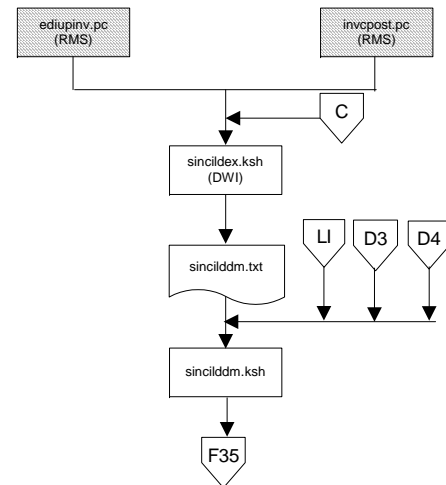 ediupinv.pc
(RMS)
invcpost.pc
(RMS)
C
sincildex.ksh
(DWI)
sincilddm.txt
LI
D3
D4
sincilddm.ksh
F35